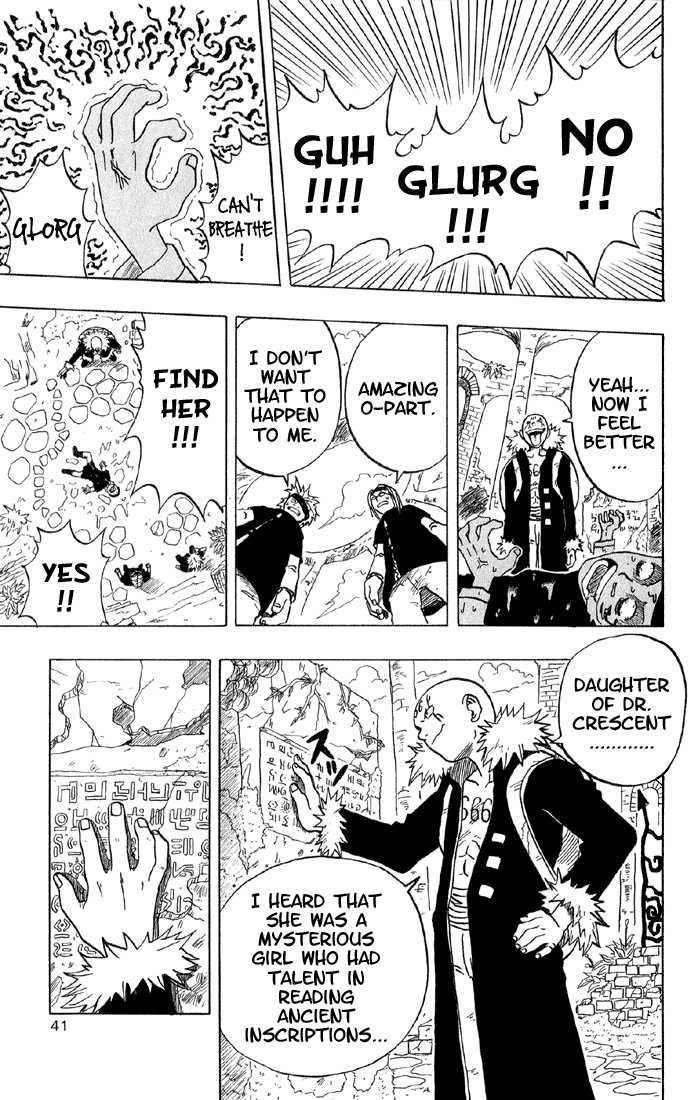 NO
!!
GLURG
!!!
GUH
!!!!
CAN'T
BREATHE
!
GLORG
YEAH...
NOW I
FEEL
BETTER
...
AMAZING
O-PART.
I DON'T
WANT
THAT TO
HAPPEN
TO ME.
FIND
HER
!!!
YES
!!
DAUGHTER
OF DR.
CRESCENT
............
ズズ
666
I HEARD THAT
SHE WAS A
MYSTERIOUS
GIRL WHO HAD
TALENT IN
READING
ANCIENT
INSCRIPTIONS...
41